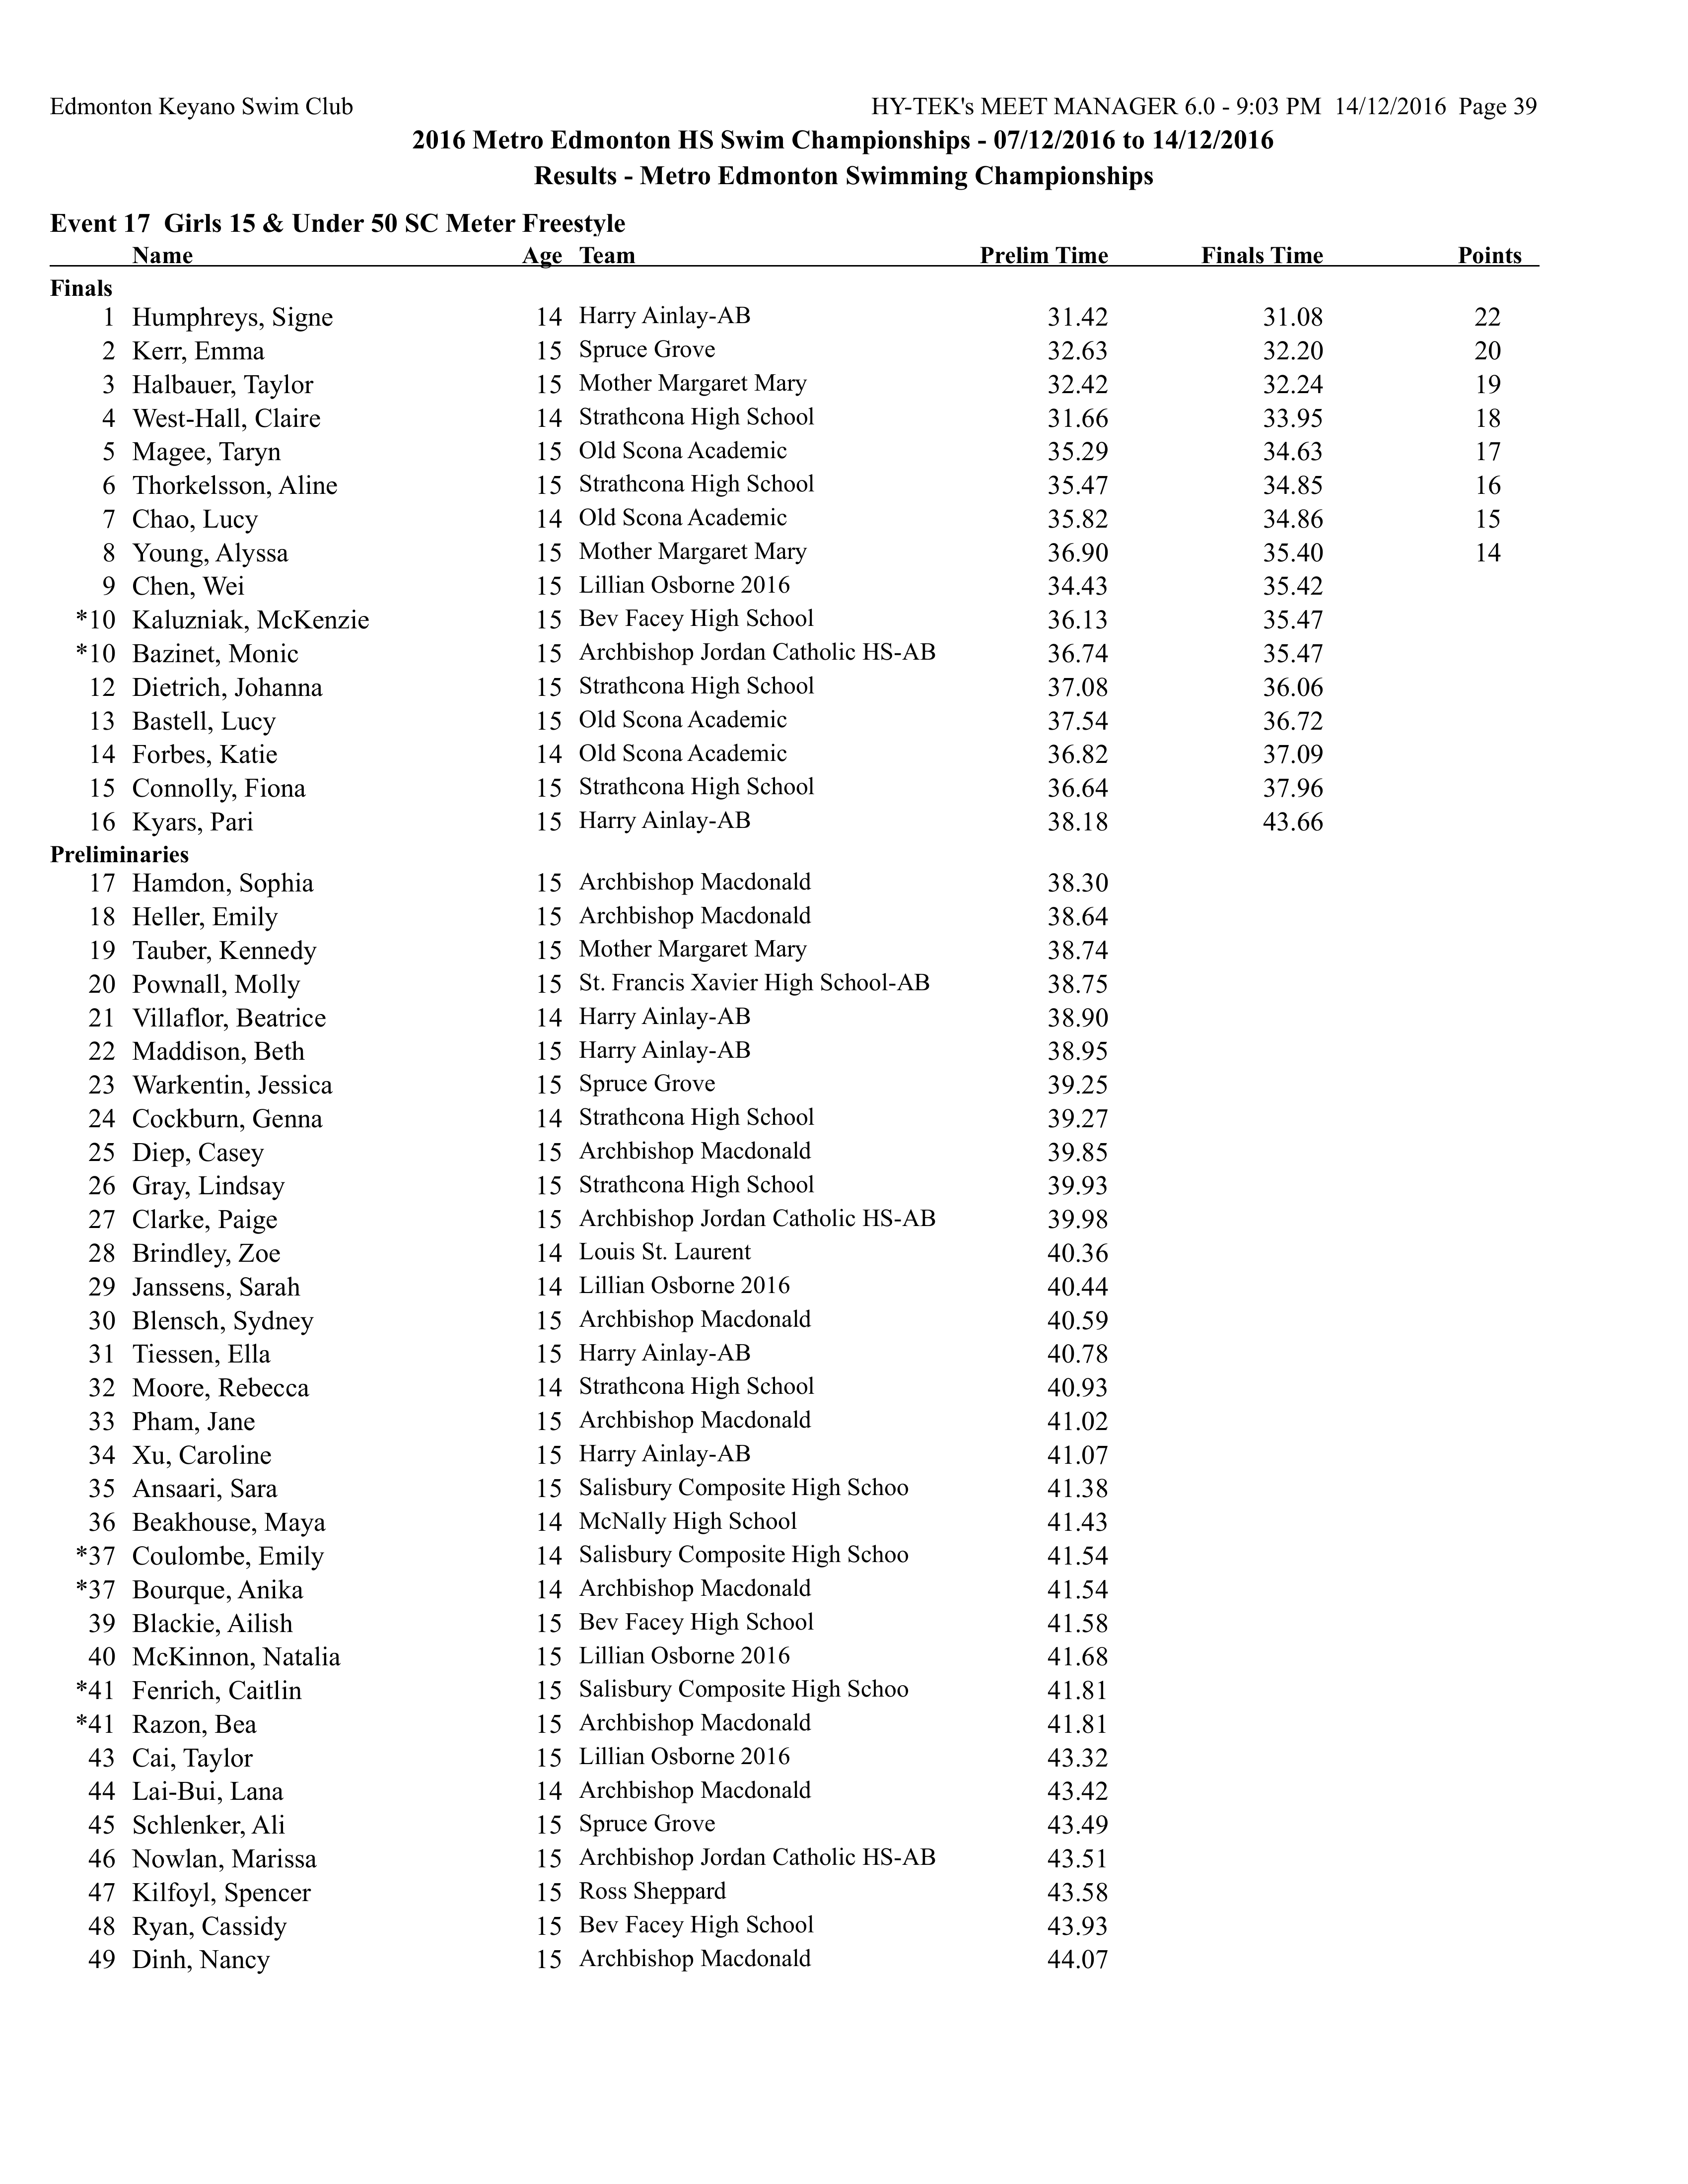 Edmonton Keyano Swim Club HY-TEK's MEET MANAGER 6.0 - 9:03 PM 14/12/2016 Page 39
2016 Metro Edmonton HS Swim Championships - 07/12/2016 to 14/12/2016
Results - Metro Edmonton Swimming Championships
Event 17 Girls 15 & Under 50 SC Meter Freestyle
Name Age Team Prelim Time Finals Time Points
Finals
1 Humphreys, Signe 14 Harry Ainlay-AB 31.42 31.08 22
2 Kerr, Emma 15 Spruce Grove 32.63 32.20 20
3 Halbauer, Taylor 15 Mother Margaret Mary 32.42 32.24 19
4 West-Hall, Claire 14 Strathcona High School 31.66 33.95 18
5 Magee, Taryn 15 Old Scona Academic 35.29 34.63 17
6 Thorkelsson, Aline 15 Strathcona High School 35.47 34.85 16
7 Chao, Lucy 14 Old Scona Academic 35.82 34.86 15
8 Young, Alyssa 15 Mother Margaret Mary 36.90 35.40 14
9 Chen, Wei 15 Lillian Osborne 2016 34.43 35.42
*10 Kaluzniak, McKenzie 15 Bev Facey High School 36.13 35.47
*10 Bazinet, Monic 15 Archbishop Jordan Catholic HS-AB 36.74 35.47
12 Dietrich, Johanna 15 Strathcona High School 37.08 36.06
13 Bastell, Lucy 15 Old Scona Academic 37.54 36.72
14 Forbes, Katie 14 Old Scona Academic 36.82 37.09
15 Connolly, Fiona 15 Strathcona High School 36.64 37.96
16 Kyars, Pari 15 Harry Ainlay-AB 38.18 43.66
Preliminaries
17 Hamdon, Sophia 15 Archbishop Macdonald 38.30
18 Heller, Emily 15 Archbishop Macdonald 38.64
19 Tauber, Kennedy 15 Mother Margaret Mary 38.74
20 Pownall, Molly 15 St. Francis Xavier High School-AB 38.75
21 Villaflor, Beatrice 14 Harry Ainlay-AB 38.90
22 Maddison, Beth 15 Harry Ainlay-AB 38.95
23 Warkentin, Jessica 15 Spruce Grove 39.25
24 Cockburn, Genna 14 Strathcona High School 39.27
25 Diep, Casey 15 Archbishop Macdonald 39.85
26 Gray, Lindsay 15 Strathcona High School 39.93
27 Clarke, Paige 15 Archbishop Jordan Catholic HS-AB 39.98
28 Brindley, Zoe 14 Louis St. Laurent 40.36
29 Janssens, Sarah 14 Lillian Osborne 2016 40.44
30 Blensch, Sydney 15 Archbishop Macdonald 40.59
31 Tiessen, Ella 15 Harry Ainlay-AB 40.78
32 Moore, Rebecca 14 Strathcona High School 40.93
33 Pham, Jane 15 Archbishop Macdonald 41.02
34 Xu, Caroline 15 Harry Ainlay-AB 41.07
35 Ansaari, Sara 15 Salisbury Composite High Schoo 41.38
36 Beakhouse, Maya 14 McNally High School 41.43
*37 Coulombe, Emily 14 Salisbury Composite High Schoo 41.54
*37 Bourque, Anika 14 Archbishop Macdonald 41.54
39 Blackie, Ailish 15 Bev Facey High School 41.58
40 McKinnon, Natalia 15 Lillian Osborne 2016 41.68
*41 Fenrich, Caitlin 15 Salisbury Composite High Schoo 41.81
*41 Razon, Bea 15 Archbishop Macdonald 41.81
43 Cai, Taylor 15 Lillian Osborne 2016 43.32
44 Lai-Bui, Lana 14 Archbishop Macdonald 43.42
45 Schlenker, Ali 15 Spruce Grove 43.49
46 Nowlan, Marissa 15 Archbishop Jordan Catholic HS-AB 43.51
47 Kilfoyl, Spencer 15 Ross Sheppard 43.58
48 Ryan, Cassidy 15 Bev Facey High School 43.93
49 Dinh, Nancy 15 Archbishop Macdonald 44.07